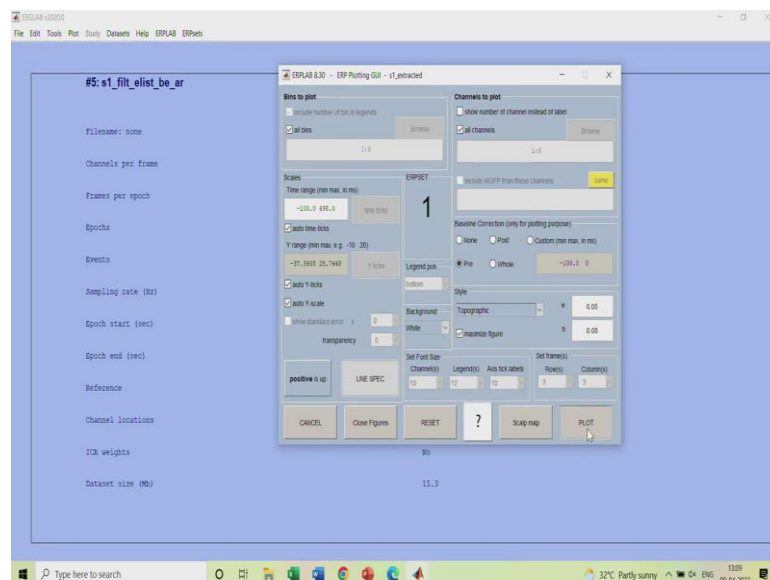 EEGLAB v2020.0
File Edit Tools Plot Study Datasets Help ERPLAB ERPsets
#5: s1_filt_elist_be_ar
Filename: none
Channels per frame
Frames per epoch
Epochs
Events
Sampling rate (Hz)
Epoch start (sec)
Epoch end (sec)
Reference
Channel locations
ICA weights
No
Dataset size (Mb)
15.3
ERPLAB 8.30 - ERP Plotting GUI - s1_extracted
Bins to plot
include number of bin in legends
all bins
Browse
1:3
Channels to plot
show number of channel instead of label
all channels
Browse
include MGFP from these channels
same
Scales
Time range (min max, in ms)
time ticks
auto time-ticks
Y range (min max, e.g. -10 20)
Y ticks
auto Y-ticks
auto Y-scale
show standard error x 0
transparency 0
positive is up
LINE SPEC
ERPSET
1
Legend pos
bottom
Background
White
Baseline Correction (only for plotting purpose)
None Post Custom (min max, in ms)
Pre Whole -100.0 0
Style
Topographic
w 0.05
maximize figure
h 0.08
Set Font Size
Channel(s) Legend(s) Axis tick labels
10 12 10
Set frame(s)
Row(s) Column(s)
3 3
CANCEL Close Figures RESET ? Scalp map PLOT
Type here to search
32°C Partly sunny ENG 13:09